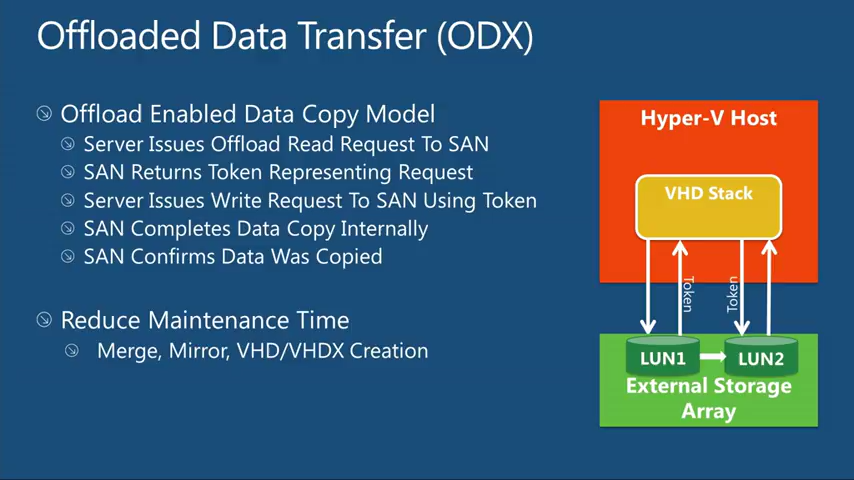 Offloaded Data Transfer (ODX)
Offload Enabled Data Copy Model
Server Issues Offload Read Request To SAN
SAN Returns Token Representing Request
Server Issues Write Request To SAN Using Token
SAN Completes Data Copy Internally
SAN Confirms Data Was Copied
Reduce Maintenance Time
Merge, Mirror, VHD/VHDX Creation
Hyper-V Host
VHD Stack
Token
Token
LUN1
LUN2
External Storage
Array